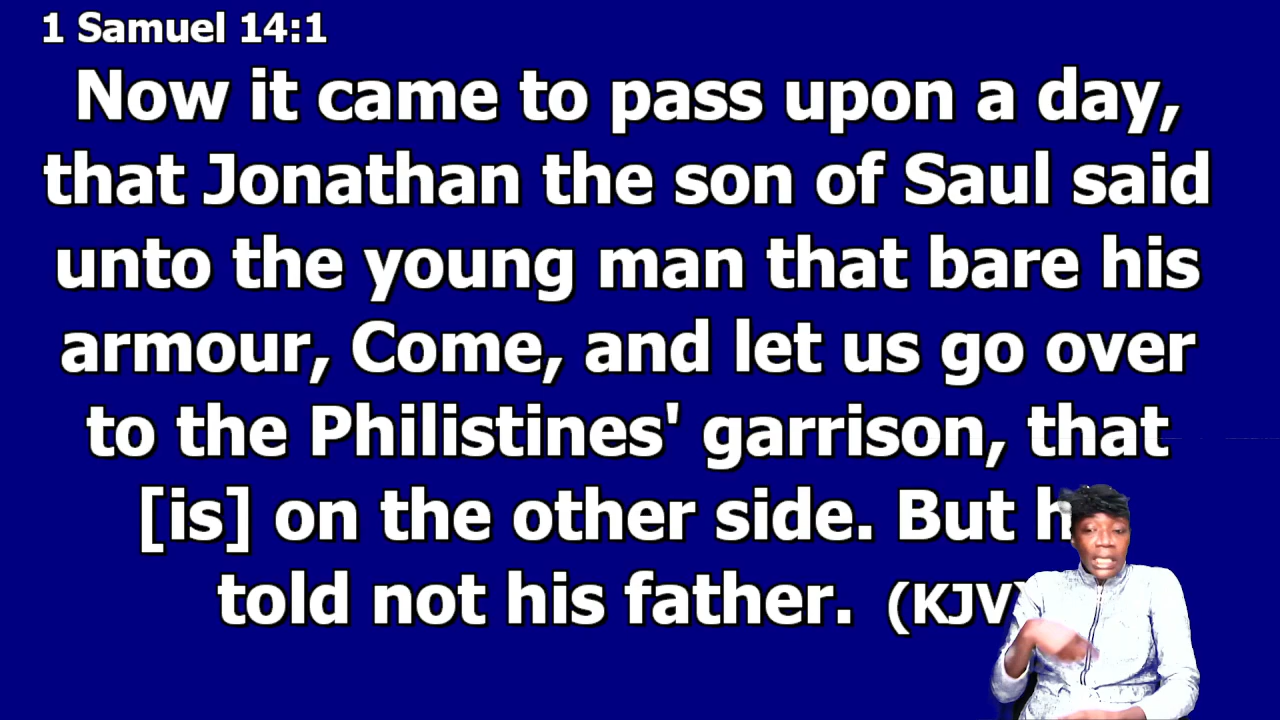 1 Samuel 14:1
Now it came to pass upon a day,
that Jonathan the son of Saul said
unto the young man that bare his
armour, Come, and let us go over
to the Philistines' garrison, that
[is] on the other side. But
told not his father. (KJV)